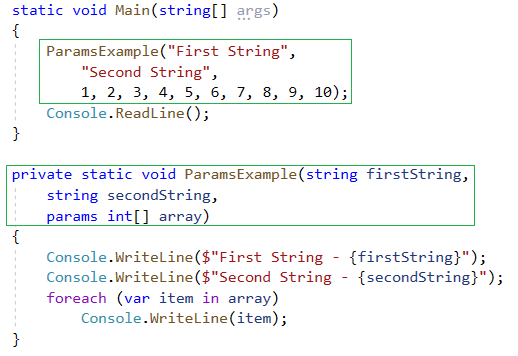 static void Main(string[] args)
{
ParamsExample("First String",
"Second String",
1, 2, 3, 4, 5, 6, 7, 8, 9, 10);
Console.ReadLine();
}
private static void ParamsExample(string firstString,
string secondString,
params int[] array)
{
Console.WriteLine($"First String - {firstString}");
Console.WriteLine($"Second String - {secondString}");
foreach (var item in array)
Console.WriteLine(item);
}